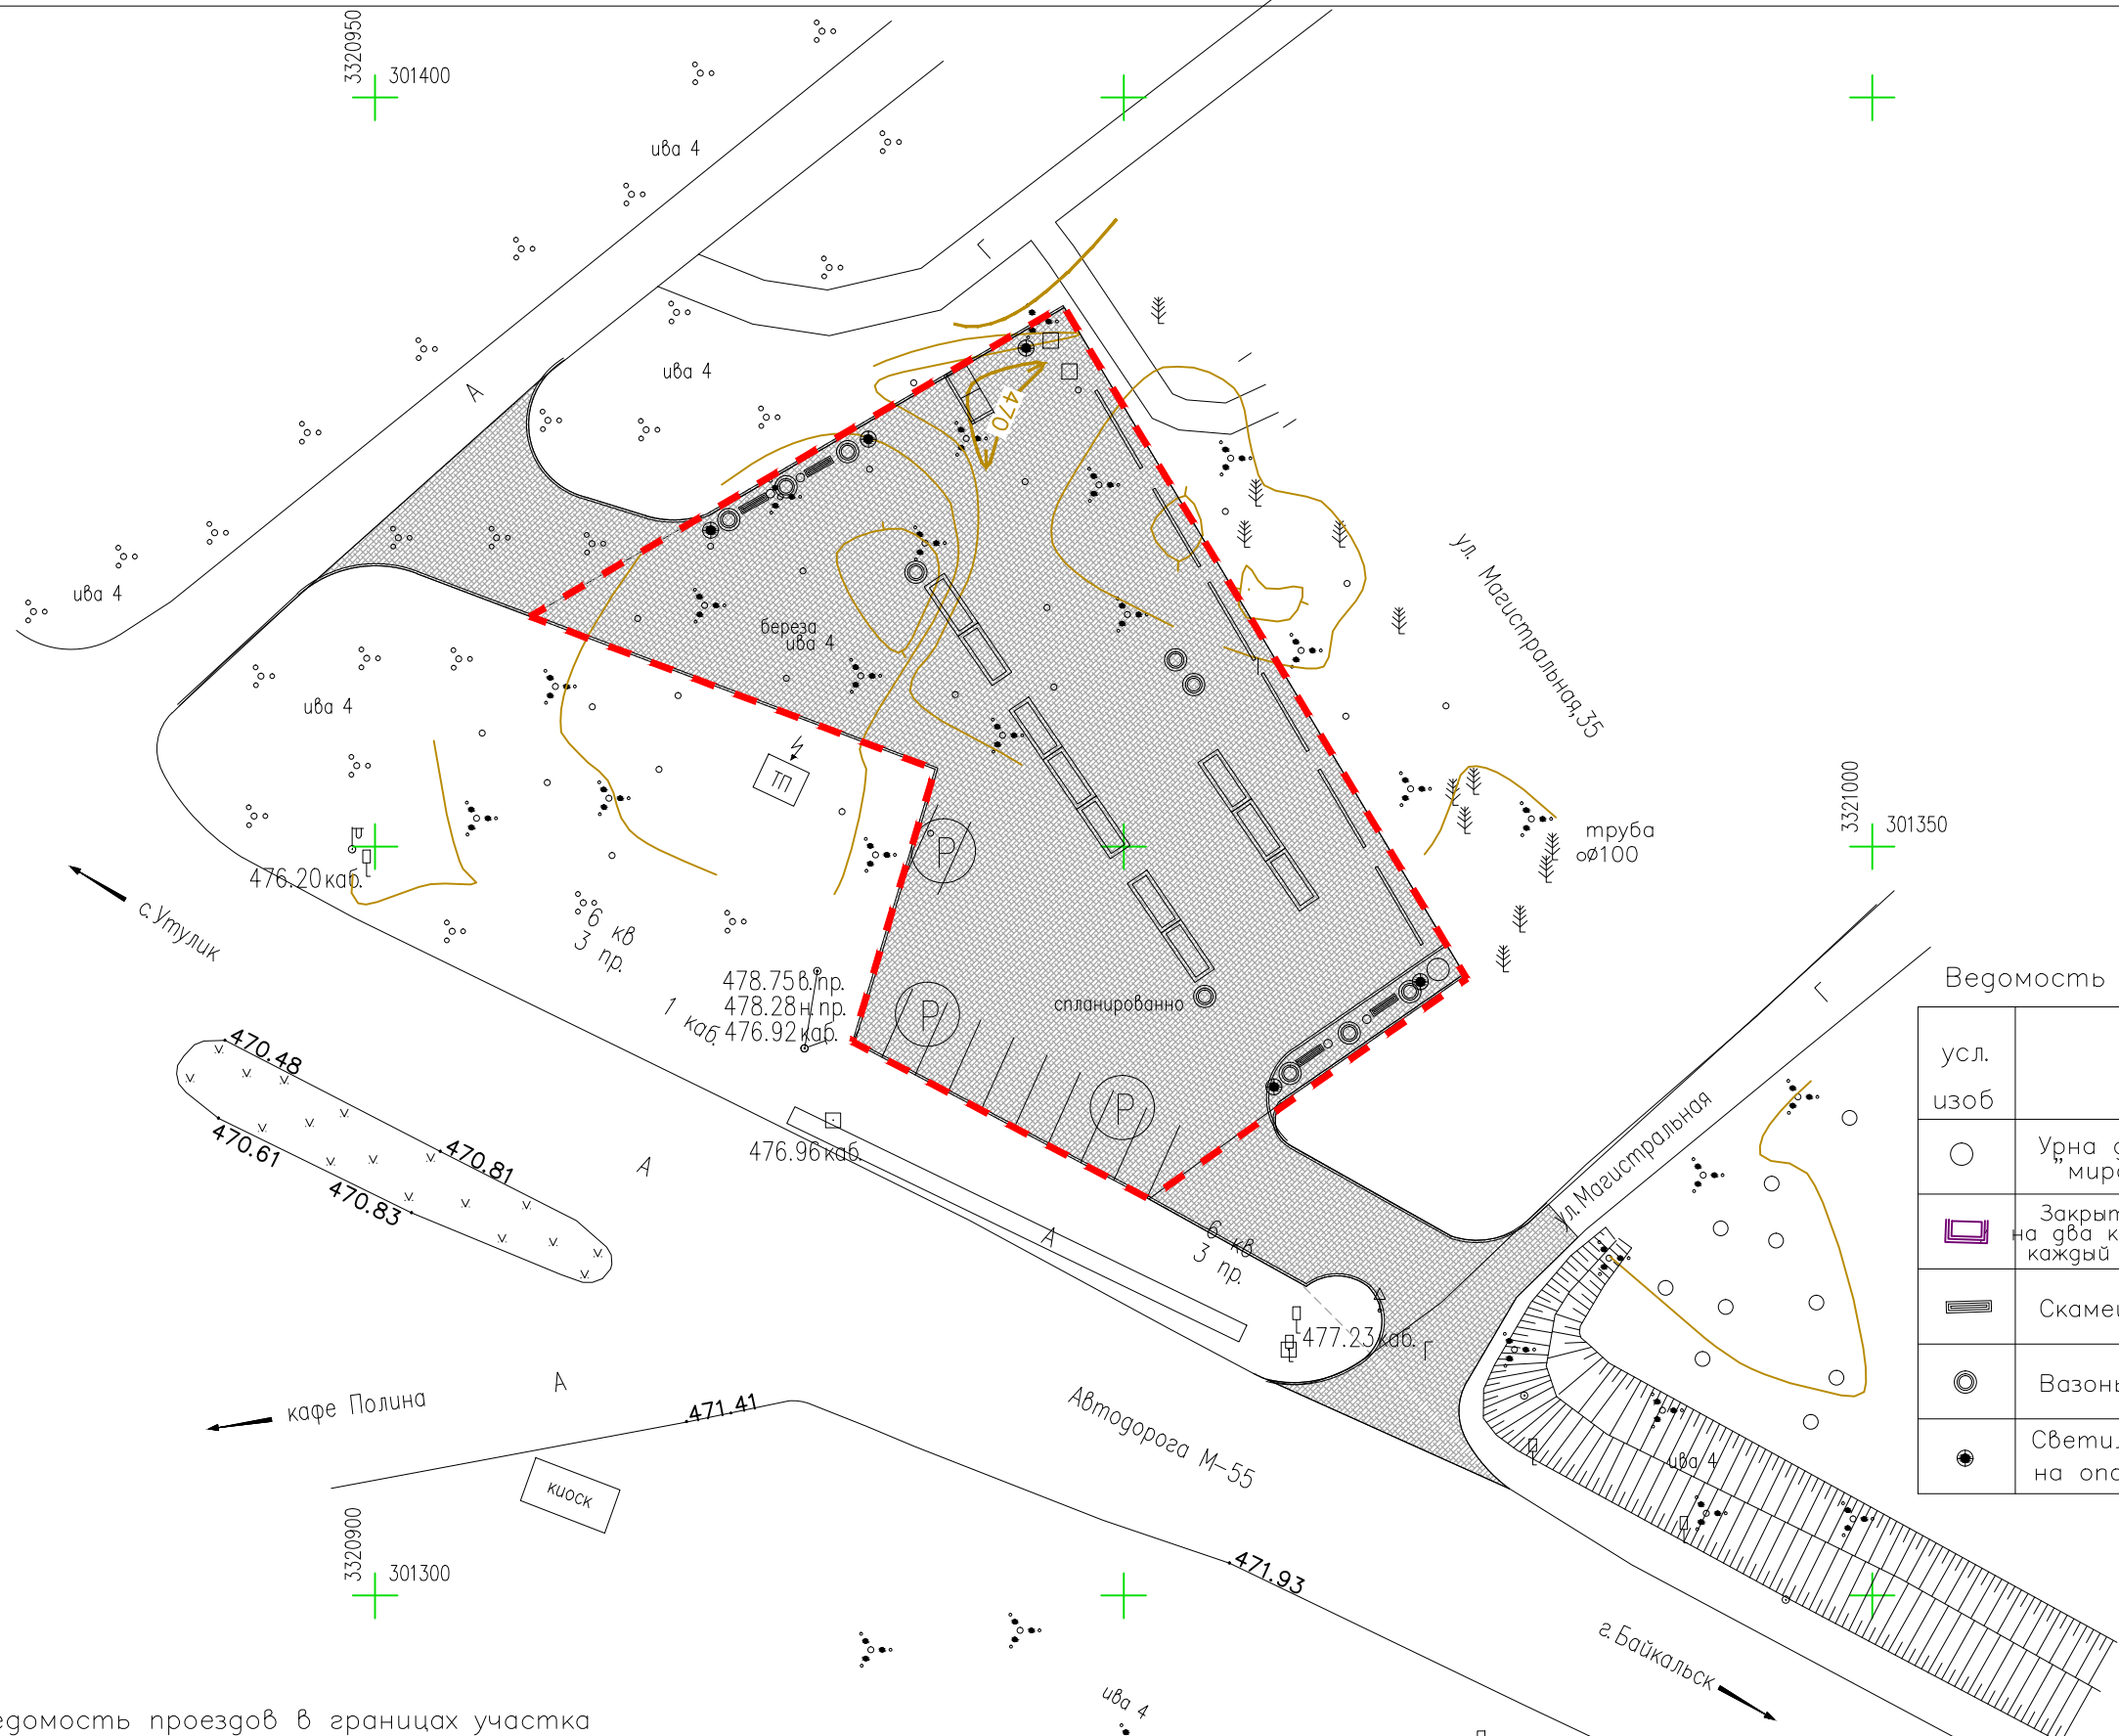 3320950
301400
ива 4
Г
ива 4
А
470
ива 4
ул. Магистральная,35
береза
ива 4
ива 4
ТП
3321000
301350
труба
ø100
Р
476.20каб.
с.Утулик
6 кв
3 пр.
478.75в.пр.
478.28н.пр.
476.92каб.
1 каб.
спланированно
Р
Р
Г
Ведомость
усл.
изоб
Урна
Скамей
Вазон
Свети
на опо
Закрыт
на два к
каждый
470.48
470.61
470.81
470.83
476.96каб.
А
А
ул.Магистральная
6 кв
3 пр.
477.23каб.
Г
А
кафе Полина
471.41
Автодорога М-55
киоск
ива 4
3320900
301300
471.93
г.Байкальск
ива 4
едомость проездов в границах участка